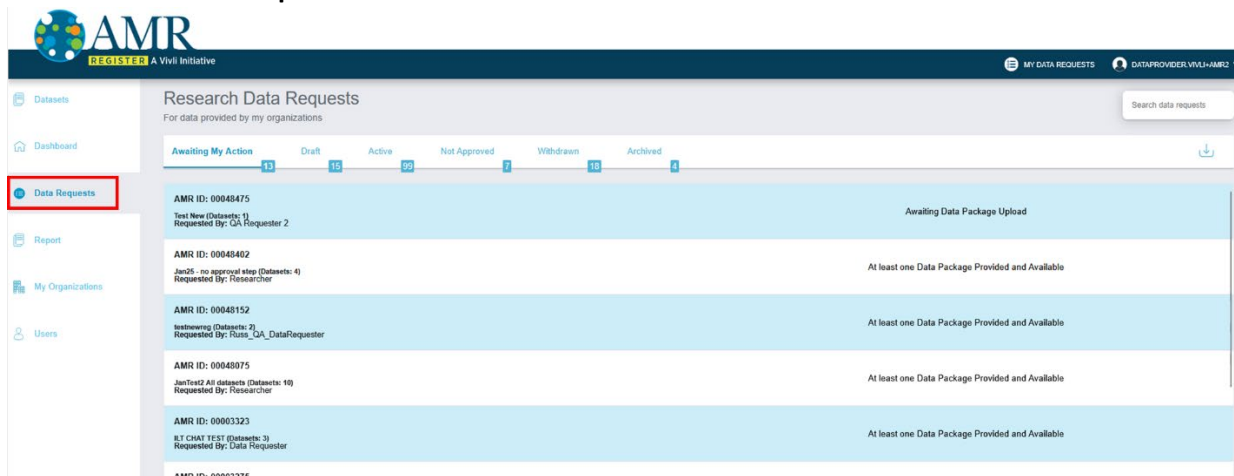 AMR
REGISTER A Vivli Initiative
MY DATA REQUESTS
DATAPROVIDER.VIVLI+AMR2
Datasets
Dashboard
Data Requests
Report
My Organizations
Users
Research Data Requests
For data provided by my organizations
Search data requests
Awaiting My Action 13
Draft 15
Active 99
Not Approved 7
Withdrawn 18
Archived 4
AMR ID: 00048475
Test New (Datasets: 1)
Requested By: QA Requester 2
Awaiting Data Package Upload
AMR ID: 00048402
Jan25 - no approval step (Datasets: 4)
Requested By: Researcher
At least one Data Package Provided and Available
AMR ID: 00048152
testnewreg (Datasets: 2)
Requested By: Russ_QA_DataRequester
At least one Data Package Provided and Available
AMR ID: 00048075
JanTest2 All datasets (Datasets: 10)
Requested By: Researcher
At least one Data Package Provided and Available
AMR ID: 00003323
ILT CHAT TEST (Datasets: 3)
Requested By: Data Requester
At least one Data Package Provided and Available